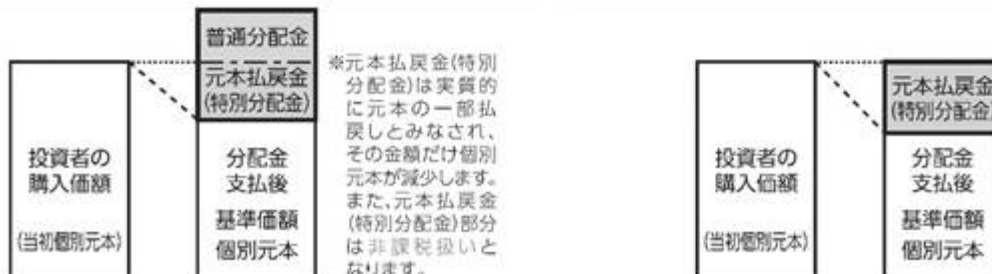 普通分配金
元本払戻金
(特別分配金)
投資者の
購入価額
(当初個別元本)
分配金
支払後
基準価額
個別元本
※元本払戻金(特別
分配金)は実質的
に元本の一部払
戻しとみなされ、
その金額だけ個別
元本が減少します。
また、元本払戻金
(特別分配金)部分
は非課税扱いと
なります。
投資者の
購入価額
(当初個別元本)
元本払戻金
(特別分配金)
分配金
支払後
基準価額
個別元本